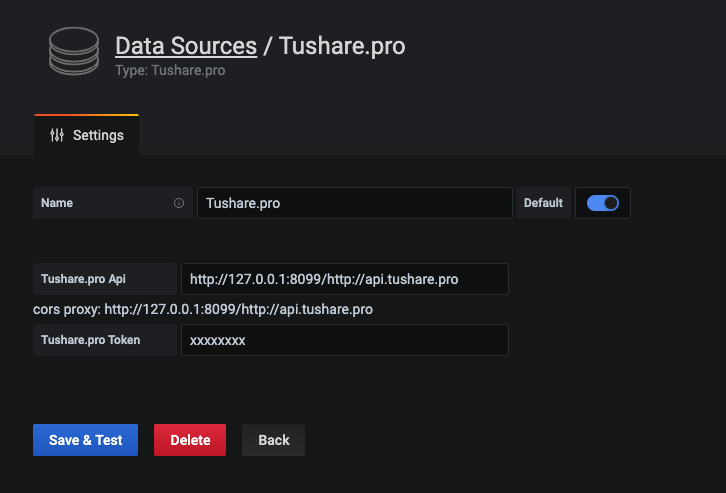 Data Sources / Tushare.pro
Type: Tushare.pro
Settings
Name Tushare.pro Default
Tushare.pro Api http://127.0.0.1:8099/http://api.tushare.pro
cors proxy: http://127.0.0.1:8099/http://api.tushare.pro
Tushare.pro Token xxxxxxxx
Save & Test Delete Back